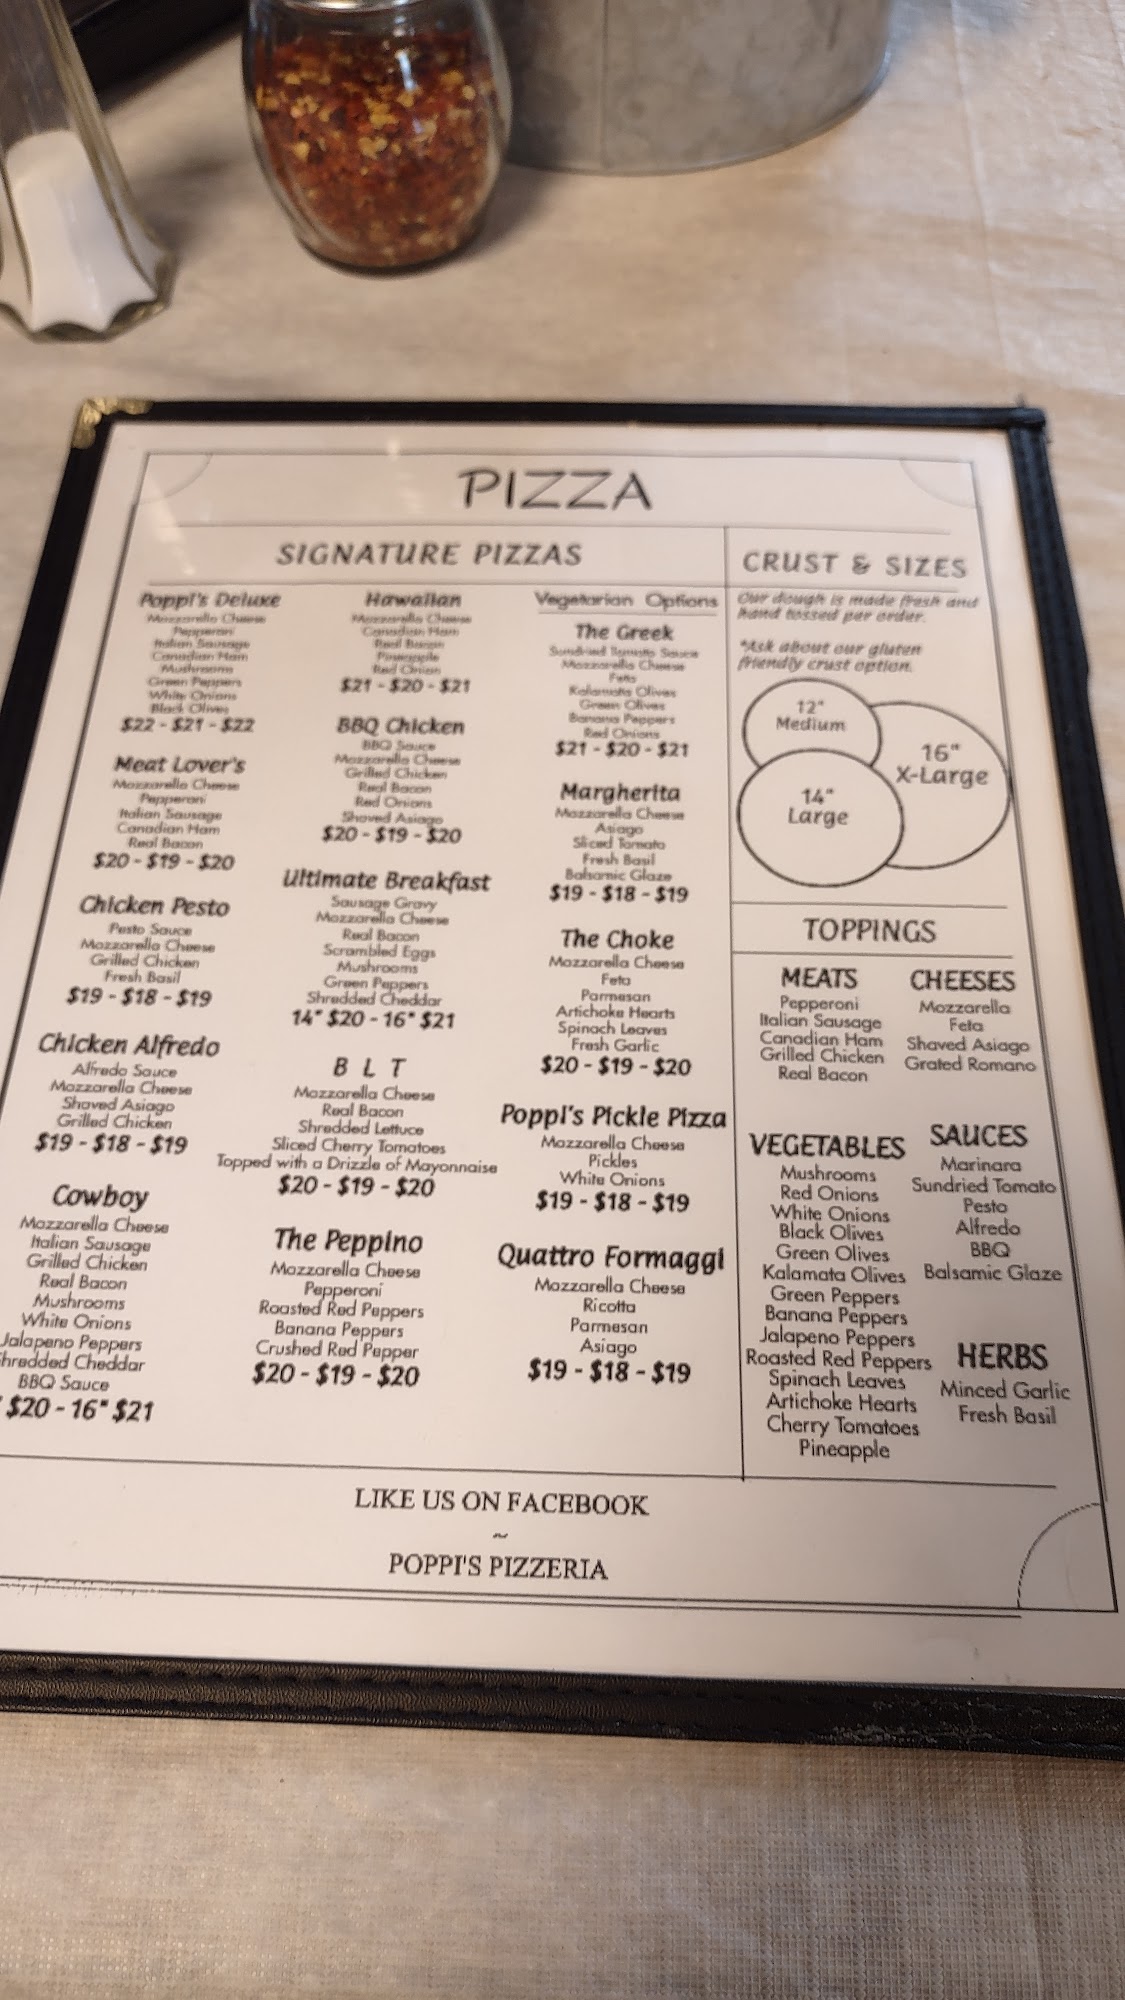 PIZZA
SIGNATURE PIZZAS
Poppi's Deluxe
Mozzarella Cheese
Pepperoni
Italian Sausage
Canadian Ham
Mushrooms
Green Peppers
White Onions
Black Olives
$22 - $21 - $22
Meat Lover's
Mozzarella Cheese
Pepperoni
Italian Sausage
Canadian Ham
Real Bacon
$20 - $19 - $20
Chicken Pesto
Pesto Sauce
Mozzarella Cheese
Grilled Chicken
Fresh Basil
$19 - $18 - $19
Chicken Alfredo
Alfredo Sauce
Mozzarella Cheese
Shaved Asiago
Grilled Chicken
$19 - $18 - $19
Cowboy
Mozzarella Cheese
Italian Sausage
Grilled Chicken
Real Bacon
Mushrooms
White Onions
Jalapeno Peppers
hredded Cheddar
BBQ Sauce
" $20 - 16" $21
Hawaiian
Mozzarella Cheese
Canadian Ham
Real Bacon
Pineapple
Red Onion
$21 - $20 - $21
BBQ Chicken
BBQ Sauce
Mozzarella Cheese
Grilled Chicken
Real Bacon
Red Onions
Shaved Asiago
$20 - $19 - $20
Ultimate Breakfast
Sausage Gravy
Mozzarella Cheese
Real Bacon
Scrambled Eggs
Mushrooms
Green Peppers
Shredded Cheddar
14" $20 - 16" $21
B L T
Mozzarella Cheese
Real Bacon
Shredded Lettuce
Sliced Cherry Tomatoes
Topped with a Drizzle of Mayonnaise
$20 - $19 - $20
The Peppino
Mozzarella Cheese
Pepperoni
Roasted Red Peppers
Banana Peppers
Crushed Red Pepper
$20 - $19 - $20
Vegetarian Options
The Greek
Sundried Tomato Sauce
Mozzarella Cheese
Feta
Kalamata Olives
Green Olives
Banana Peppers
Red Onions
$21 - $20 - $21
Margherita
Mozzarella Cheese
Asiago
Sliced Tomato
Fresh Basil
Balsamic Glaze
$19 - $18 - $19
The Choke
Mozzarella Cheese
Feta
Parmesan
Artichoke Hearts
Spinach Leaves
Fresh Garlic
$20 - $19 - $20
Poppi's Pickle Pizza
Mozzarella Cheese
Pickles
White Onions
$19 - $18 - $19
Quattro Formaggi
Mozzarella Cheese
Ricotta
Parmesan
Asiago
$19 - $18 - $19
CRUST & SIZES
Our dough is made fresh and
hand tossed per order.
*Ask about our gluten
friendly crust option.
12"
Medium
16"
X-Large
14"
Large
TOPPINGS
MEATS
Pepperoni
Italian Sausage
Canadian Ham
Grilled Chicken
Real Bacon
CHEESES
Mozzarella
Feta
Shaved Asiago
Grated Romano
VEGETABLES
Mushrooms
Red Onions
White Onions
Black Olives
Green Olives
Kalamata Olives
Green Peppers
Banana Peppers
Jalapeno Peppers
Roasted Red Peppers
Spinach Leaves
Artichoke Hearts
Cherry Tomatoes
Pineapple
SAUCES
Marinara
Sundried Tomato
Pesto
Alfredo
BBQ
Balsamic Glaze
HERBS
Minced Garlic
Fresh Basil
LIKE US ON FACEBOOK
~
POPPI'S PIZZERIA